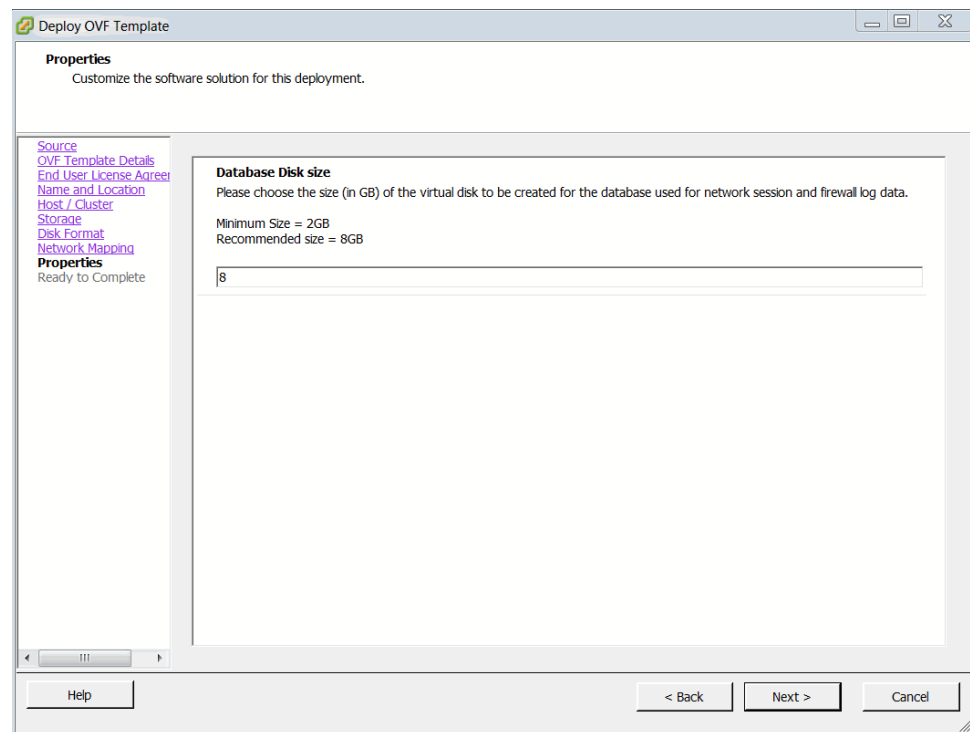 Deploy OVF Template
Properties
Customize the software solution for this deployment.
Source
OVF Template Details
End User License Agreer
Name and Location
Host / Cluster
Storage
Disk Format
Network Mapping
Properties
Ready to Complete
Database Disk size
Please choose the size (in GB) of the virtual disk to be created for the database used for network session and firewall log data.
Minimum Size = 2GB
Recommended size = 8GB
8
Help
< Back
Next >
Cancel